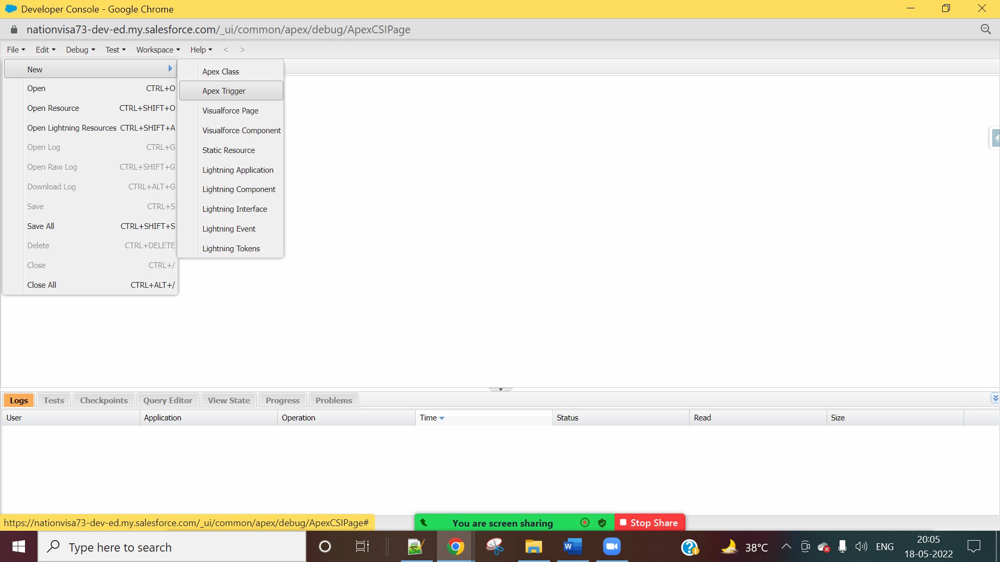 Developer Console - Google Chrome
nationvisa73-dev-ed.my.salesforce.com/_ui/common/apex/debug/ApexCSIPage
File Edit Debug Test Workspace Help < >
New
Open CTRL+O
Open Resource CTRL+SHIFT+O
Open Lightning Resources CTRL+SHIFT+A
Open Log CTRL+G
Open Raw Log CTRL+SHIFT+G
Download Log CTRL+ALT+G
Save CTRL+S
Save All CTRL+SHIFT+S
Delete CTRL+DELETE
Close CTRL+/
Close All CTRL+ALT+/
Apex Class
Apex Trigger
Visualforce Page
Visualforce Component
Static Resource
Lightning Application
Lightning Component
Lightning Interface
Lightning Event
Lightning Tokens
Logs Tests Checkpoints Query Editor View State Progress Problems
User Application Operation Time Status Read Size
https://nationvisa73-dev-ed.my.salesforce.com/_ui/common/apex/debug/ApexCSIPage#
You are screen sharing Stop Share
Type here to search
W
38°C
ENG
20:05
18-05-2022